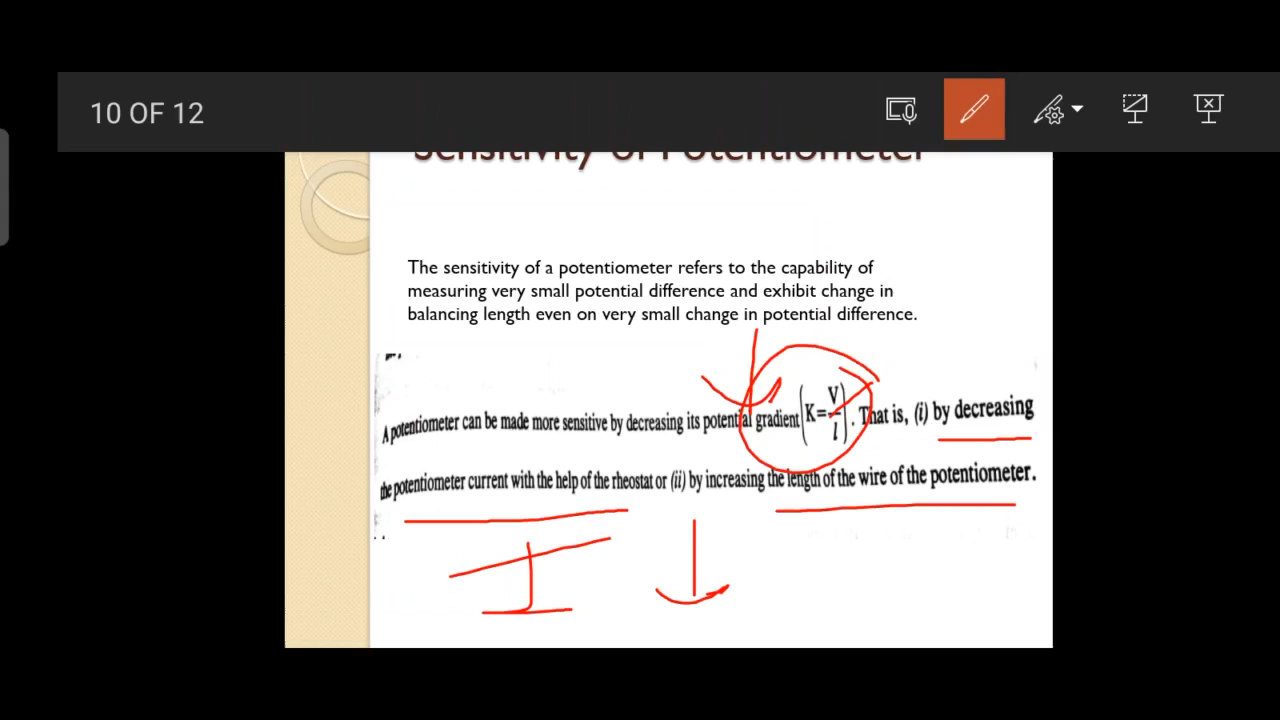 10 OF 12
Sensitivity of Potentiometer
The sensitivity of a potentiometer refers to the capability of
measuring very small potential difference and exhibit change in
balancing length even on very small change in potential difference.
A potentiometer can be made more sensitive by decreasing its potential gradient (K=V/l). That is, (i) by decreasing
the potentiometer current with the help of the rheostat or (ii) by increasing the length of the wire of the potentiometer.
I ↓